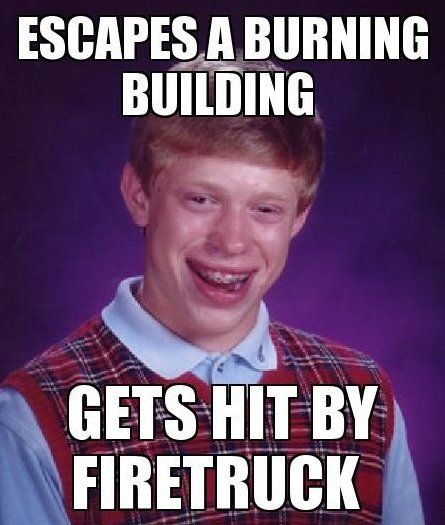 ESCAPES A BURNING
BUILDING
GETS HIT BY
FIRETRUCK